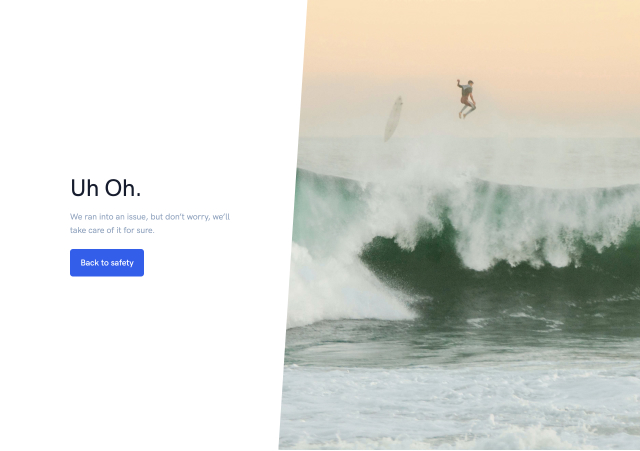 Uh Oh.
We ran into an issue, but don't worry, we'll
take care of it for sure.
Back to safety